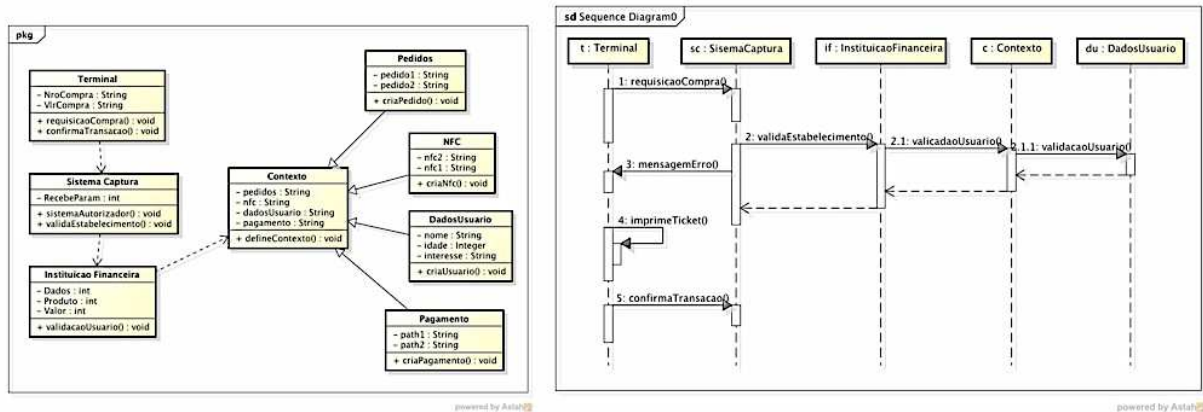 pkg
Terminal
- NroCompra : String
- VlrCompra : String
+ requisicaoCompra() : void
+ confirmaTransacao() : void
Sistema Captura
- RecebeParam : int
+ sistemaAutorizador() : void
+ validaEstabelecimento() : void
Instituicao Financeira
- Dados : int
- Produto : int
- Valor : int
+ validacaoUsuario() : void
Contexto
- pedidos : String
- nfc : String
- dadosUsuario : String
- pagamento : String
+ defineContexto() : void
Pedidos
- pedido1 : String
- pedido2 : String
+ criaPedido() : void
NFC
- nfc2 : String
- nfc1 : String
+ criaNfc() : void
DadosUsuario
- nome : String
- idade : Integer
- interesse : String
+ criaUsuario() : void
Pagamento
- path1 : String
- path2 : String
+ criaPagamento() : void
powered by Astah
sd Sequence Diagram0
t : Terminal
sc : SisemaCaptura
if : InstituicaoFinanceira
c : Contexto
du : DadosUsuario
1: requisicaoCompra()
2: validaEstabelecimento()
2.1: valicadaoUsuario()
2.1.1: validacaoUsuario()
3: mensagemErro()
4: imprimeTicket()
5: confirmaTransacao()
powered by Astah